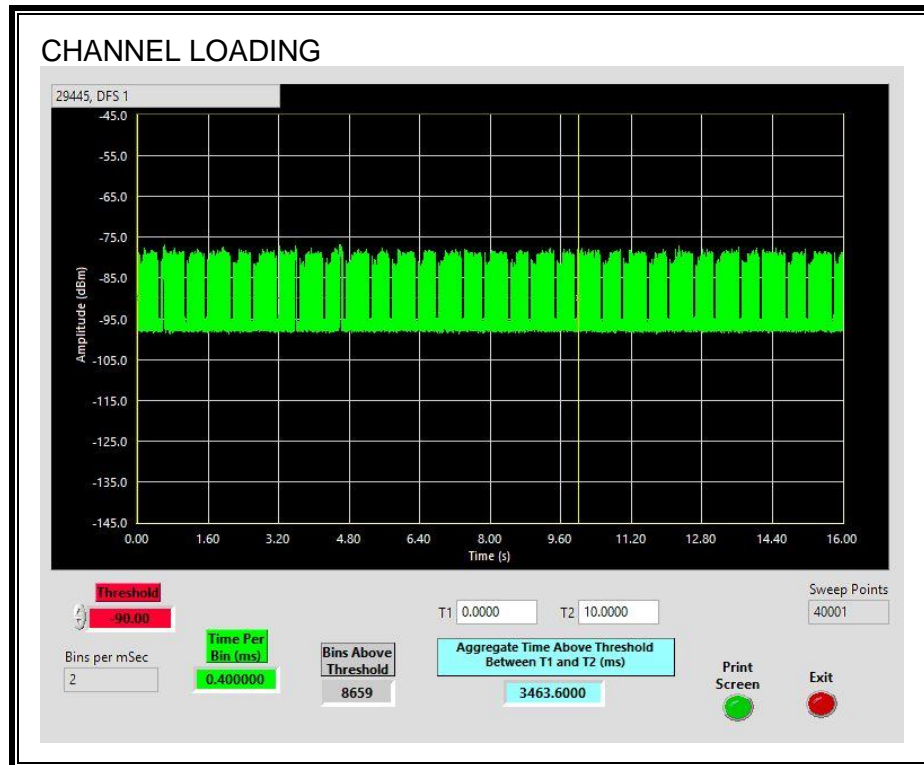 CHANNEL LOADING
29445, DFS 1
Amplitude (dBm)
-45.0
-55.0
-65.0
-75.0
-85.0
-95.0
-105.0
-115.0
-125.0
-135.0
-145.0
0.00 1.60 3.20 4.80 6.40 8.00 9.60 11.20 12.80 14.40 16.00
Time (s)
Threshold
-90.00
Bins per mSec
2
Time Per
Bin (ms)
0.400000
Bins Above
Threshold
8659
T1 0.0000 T2 10.0000
Aggregate Time Above Threshold
Between T1 and T2 (ms)
3463.6000
Sweep Points
40001
Print
Screen
Exit